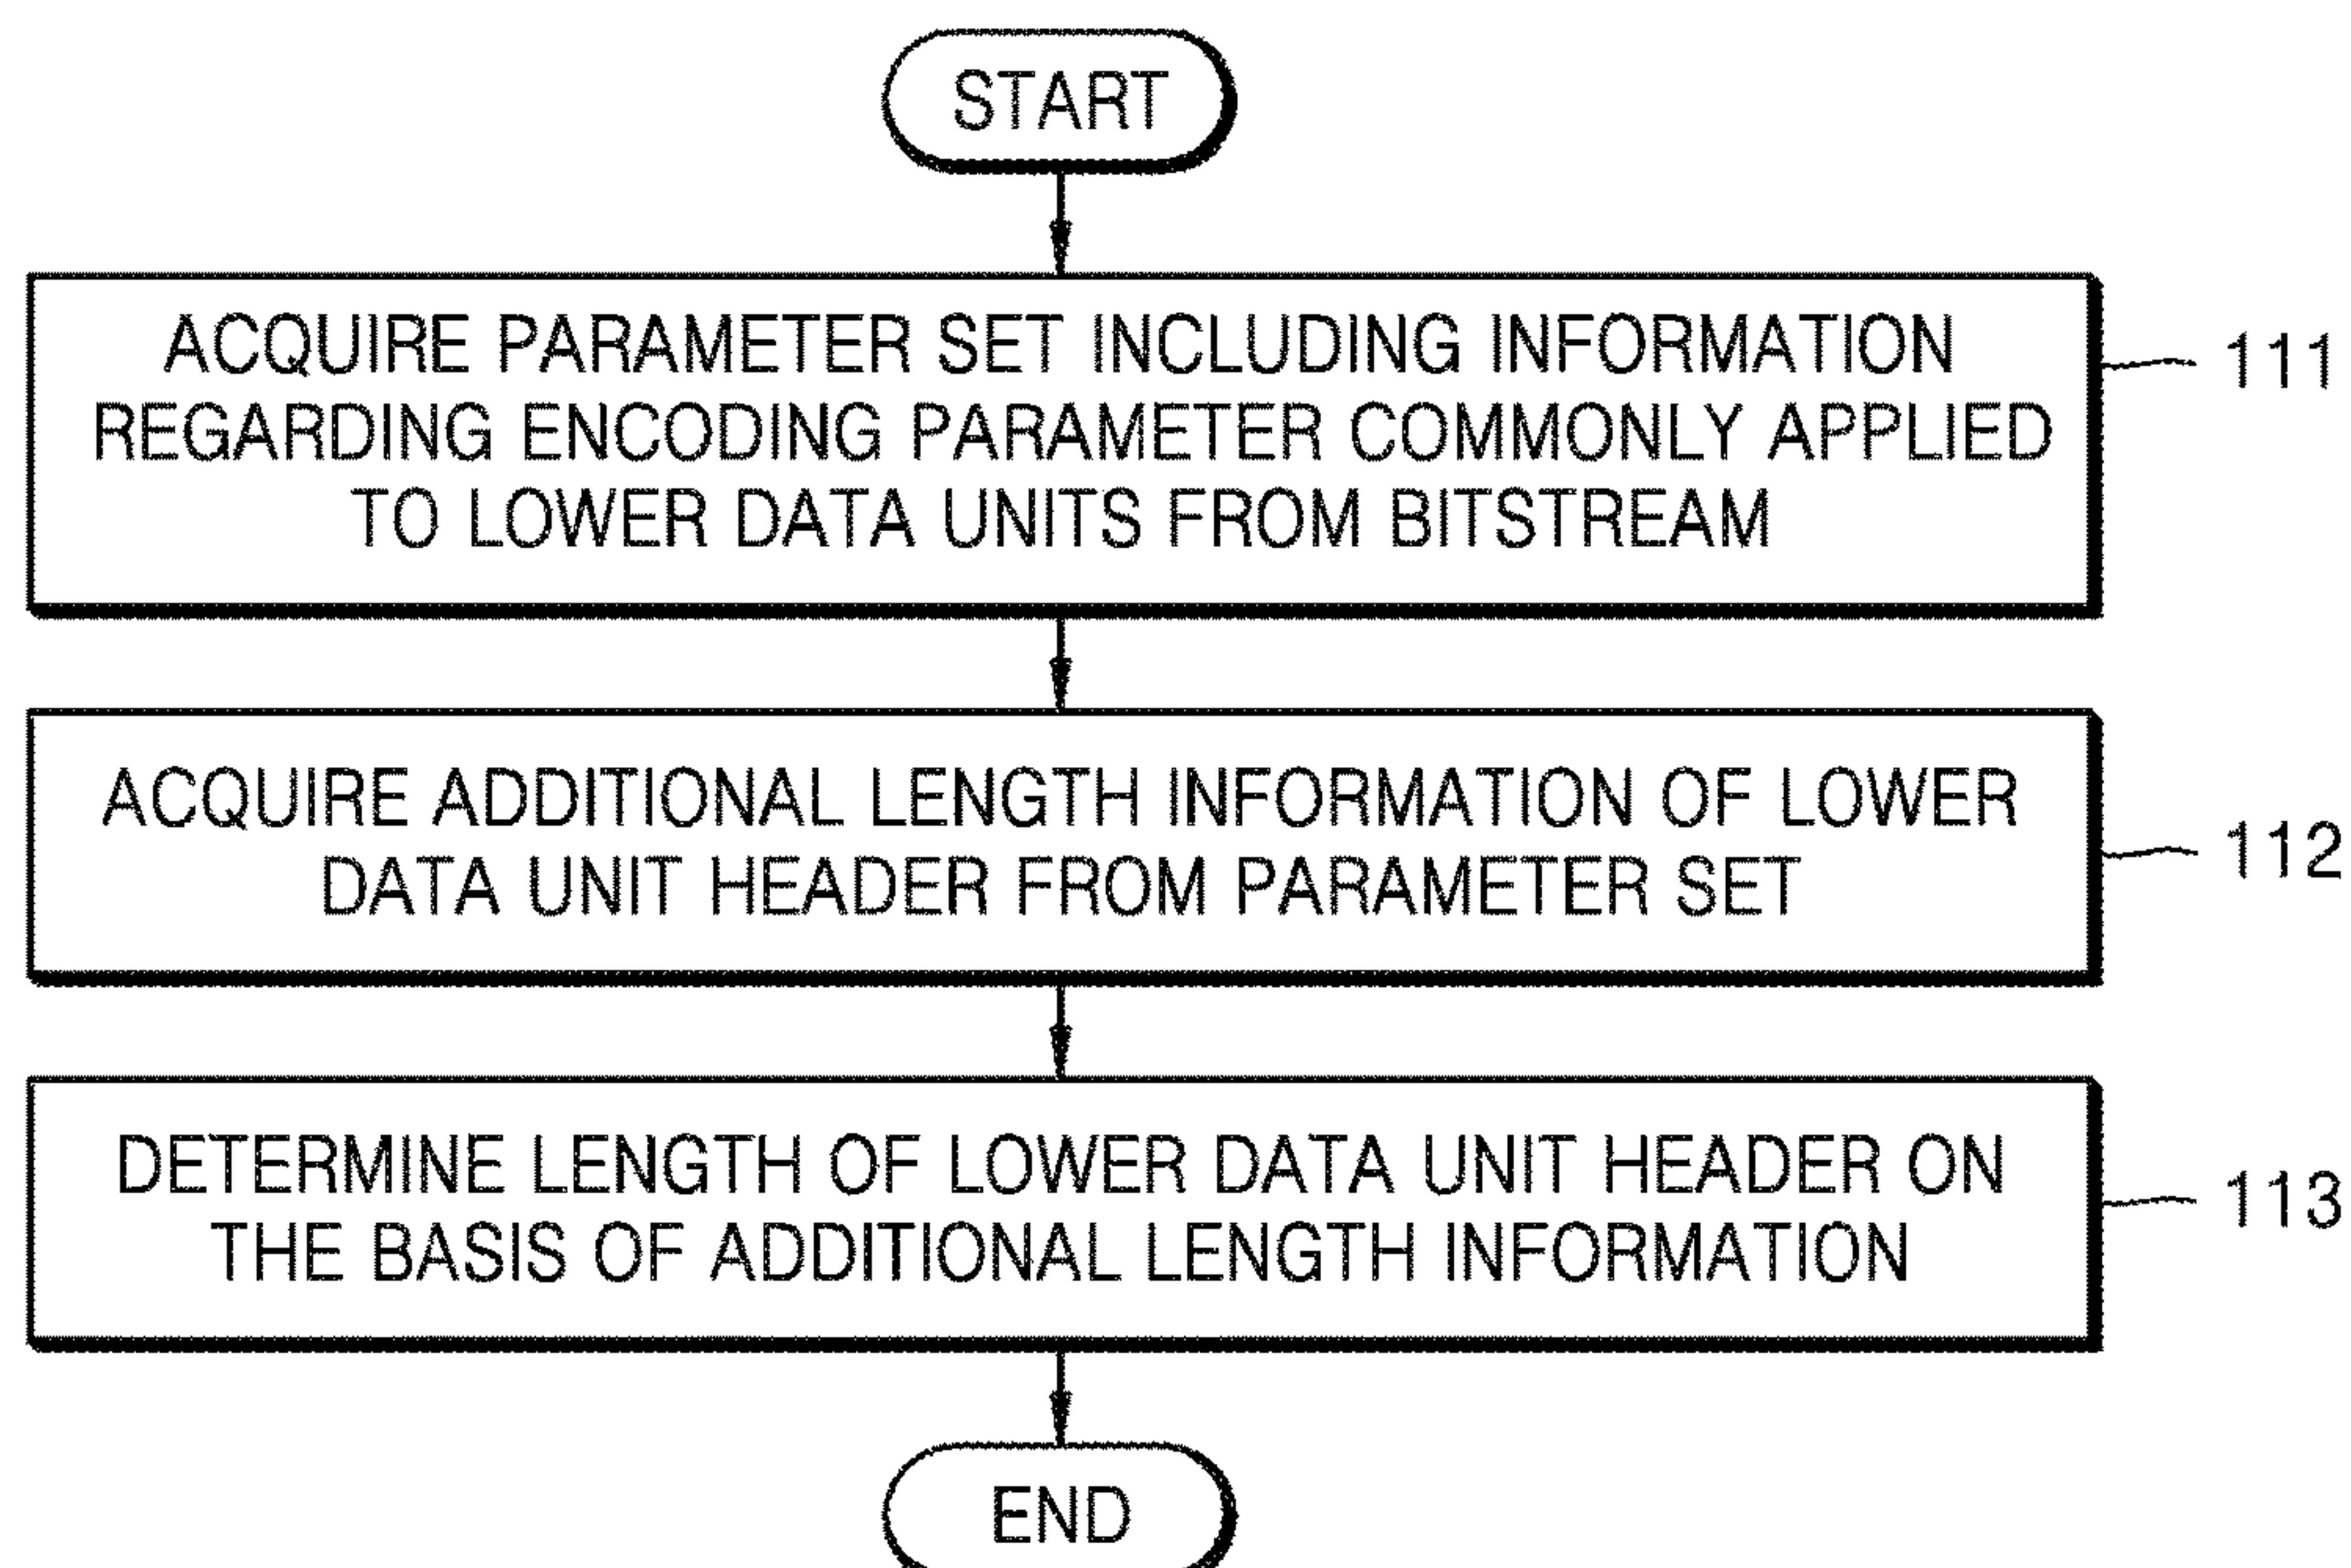 START
ACQUIRE PARAMETER SET INCLUDING INFORMATION
REGARDING ENCODING PARAMETER COMMONLY APPLIED
TO LOWER DATA UNITS FROM BITSTREAM
111
ACQUIRE ADDITIONAL LENGTH INFORMATION OF LOWER
DATA UNIT HEADER FROM PARAMETER SET
112
DETERMINE LENGTH OF LOWER DATA UNIT HEADER ON
THE BASIS OF ADDITIONAL LENGTH INFORMATION
113
END